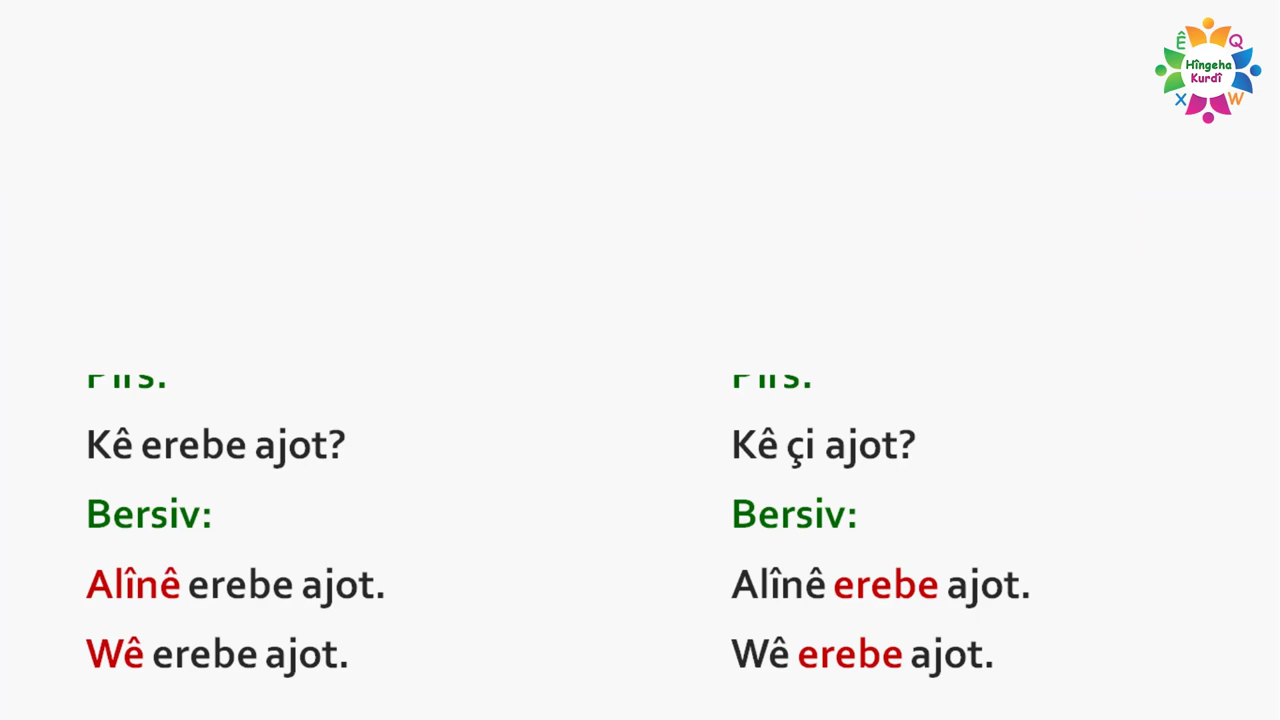 Ê Q
Hîngeha
Kurdî
X W
Kê erebe ajot?
Bersiv:
Alînê erebe ajot.
Wê erebe ajot.
Kê çi ajot?
Bersiv:
Alînê erebe ajot.
Wê erebe ajot.